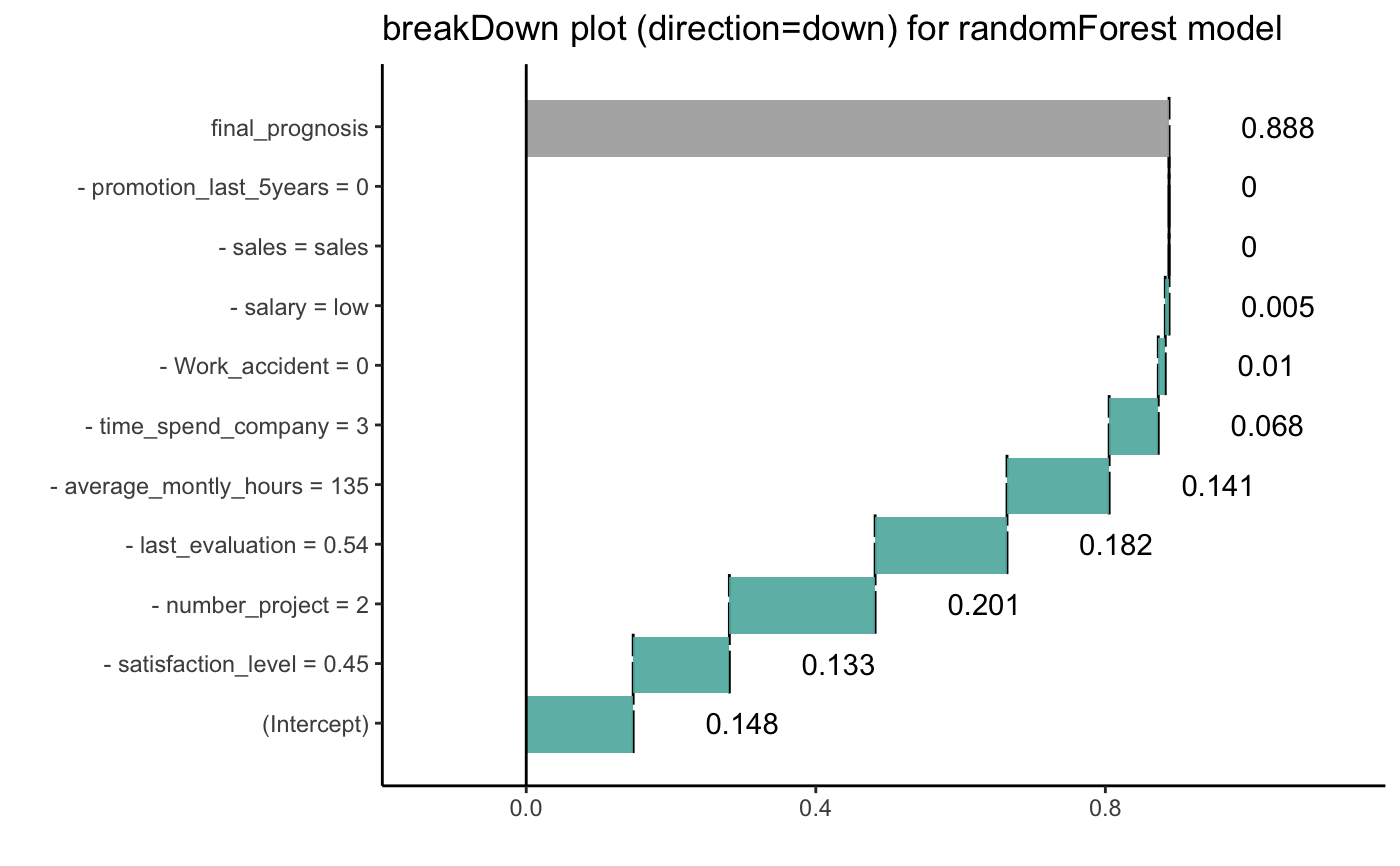 breakDown plot (direction=down) for randomForest model
final_prognosis 0.888
- promotion_last_5years = 0 0
- sales = sales 0
- salary = low 0.005
- Work_accident = 0 0.01
- time_spend_company = 3 0.068
- average_montly_hours = 135 0.141
- last_evaluation = 0.54 0.182
- number_project = 2 0.201
- satisfaction_level = 0.45 0.133
(Intercept) 0.148
0.0 0.4 0.8